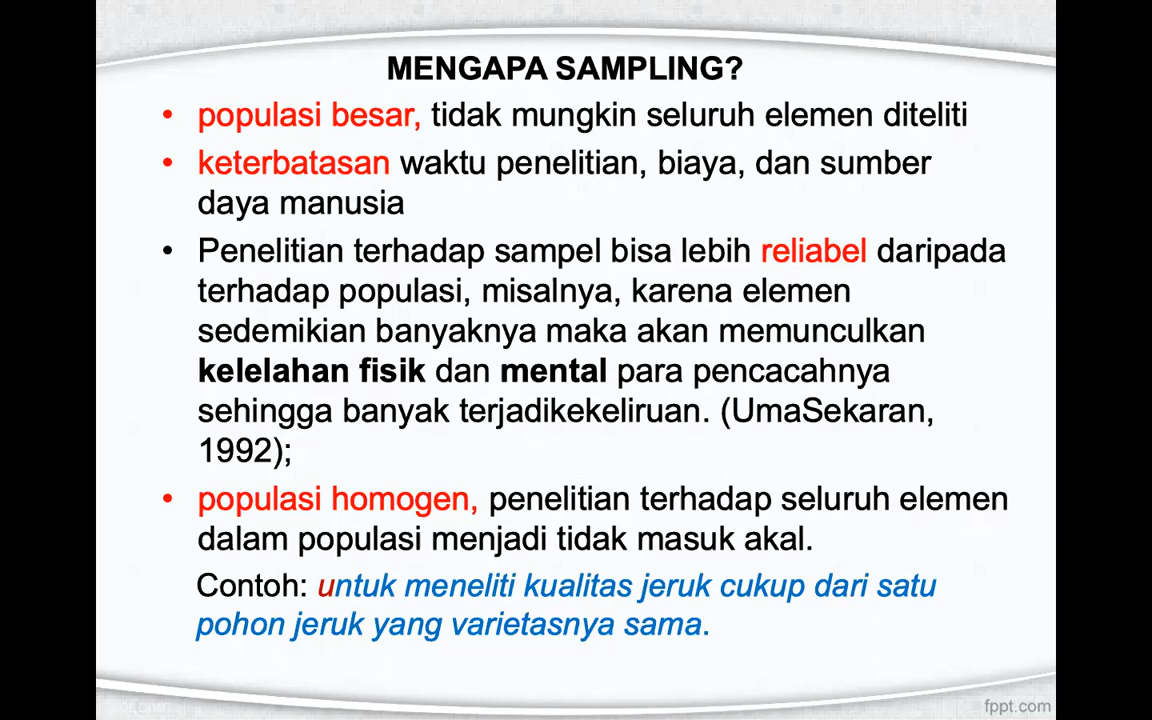 MENGAPA SAMPLING?
• populasi besar, tidak mungkin seluruh elemen diteliti
• keterbatasan waktu penelitian, biaya, dan sumber
daya manusia
• Penelitian terhadap sampel bisa lebih reliabel daripada
terhadap populasi, misalnya, karena elemen
sedemikian banyaknya maka akan memunculkan
kelelahan fisik dan mental para pencacahnya
sehingga banyak terjadikekeliruan. (UmaSekaran,
1992);
• populasi homogen, penelitian terhadap seluruh elemen
dalam populasi menjadi tidak masuk akal.
Contoh: untuk meneliti kualitas jeruk cukup dari satu
pohon jeruk yang varietasnya sama.
fppt.com